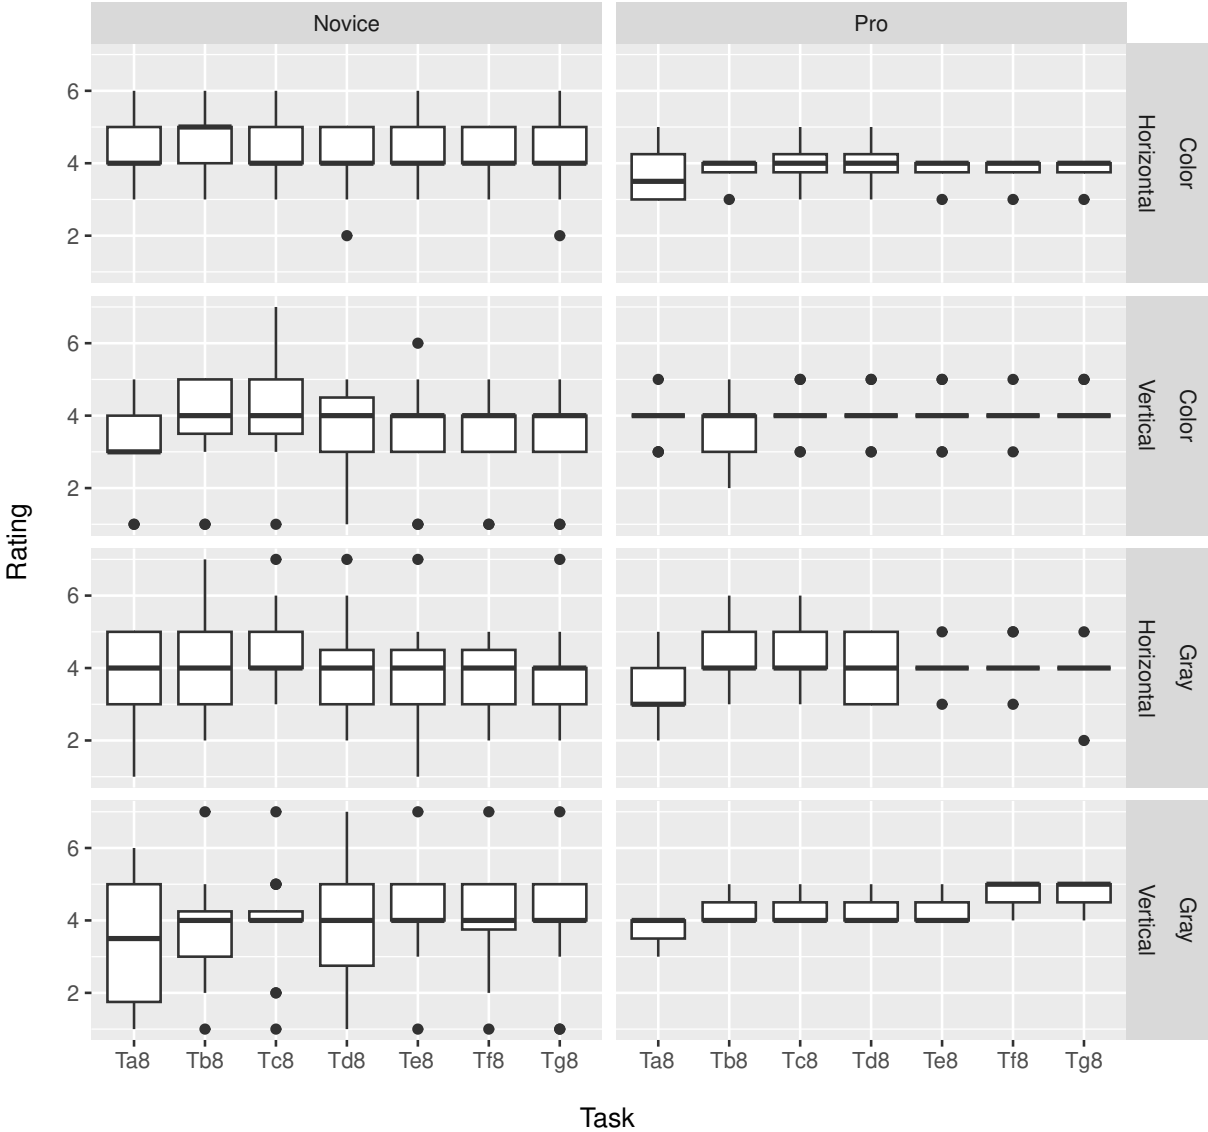 Novice Pro
6
4
2
Color
Horizontal
6
4
2
Color
Vertical
Rating
6
4
2
Gray
Horizontal
6
4
2
Gray
Vertical
Ta8 Tb8 Tc8 Td8 Te8 Tf8 Tg8 Ta8 Tb8 Tc8 Td8 Te8 Tf8 Tg8
Task